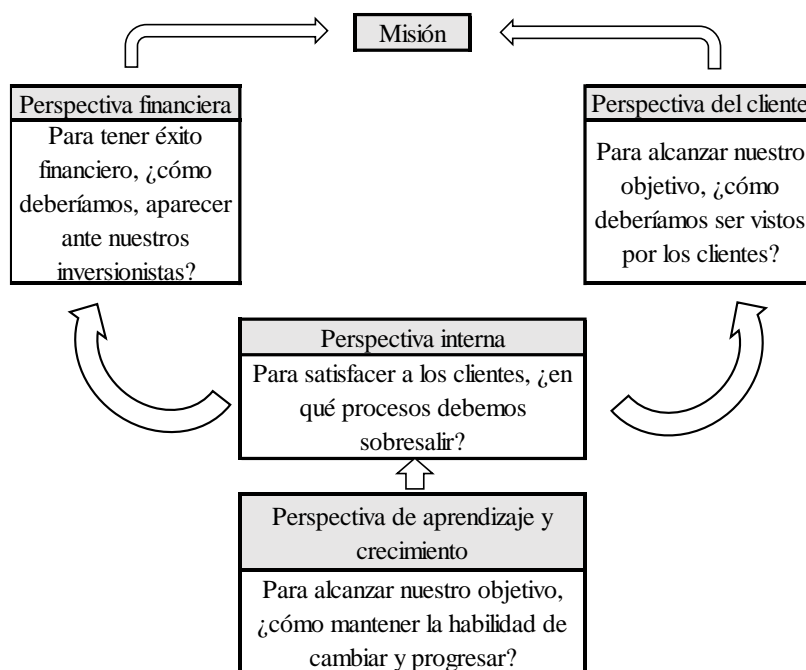 Misión
Perspectiva financiera
Para tener éxito
financiero, ¿cómo
deberíamos, aparecer
ante nuestros
inversionistas?
Perspectiva del cliente
Para alcanzar nuestro
objetivo, ¿cómo
deberíamos ser vistos
por los clientes?
Perspectiva interna
Para satisfacer a los clientes, ¿en
qué procesos debemos
sobresalir?
Perspectiva de aprendizaje y
crecimiento
Para alcanzar nuestro objetivo,
¿cómo mantener la habilidad de
cambiar y progresar?